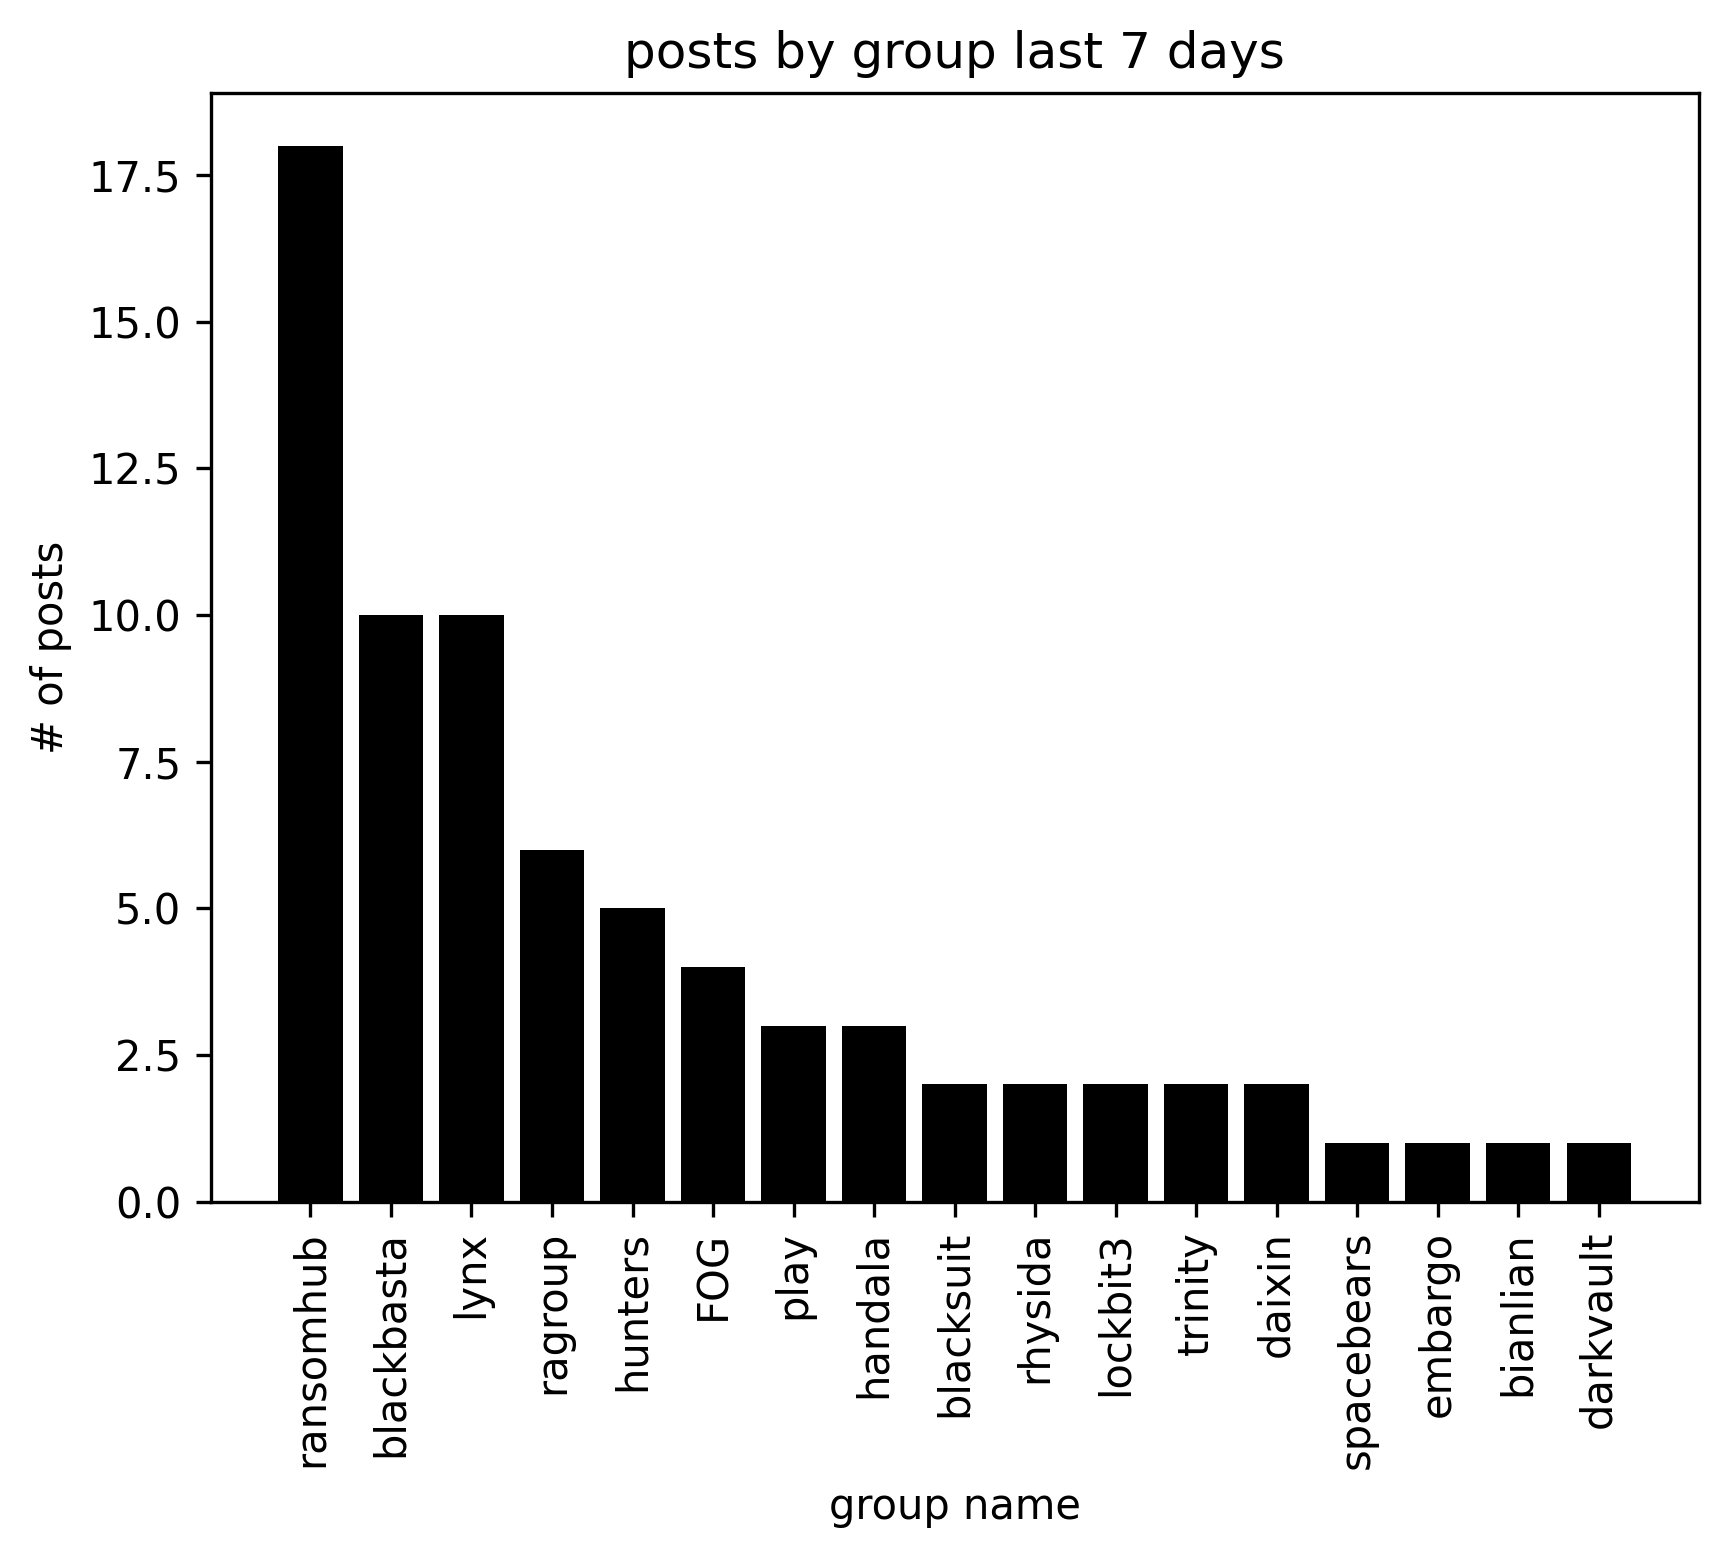 posts by group last 7 days
17.5
15.0
12.5
10.0
7.5
5.0
2.5
0.0
# of posts
ransomhub
blackbasta
lynx
ragroup
hunters
FOG
play
handala
blacksuit
rhysida
lockbit3
trinity
daixin
spacebears
embargo
bianlian
darkvault
group name